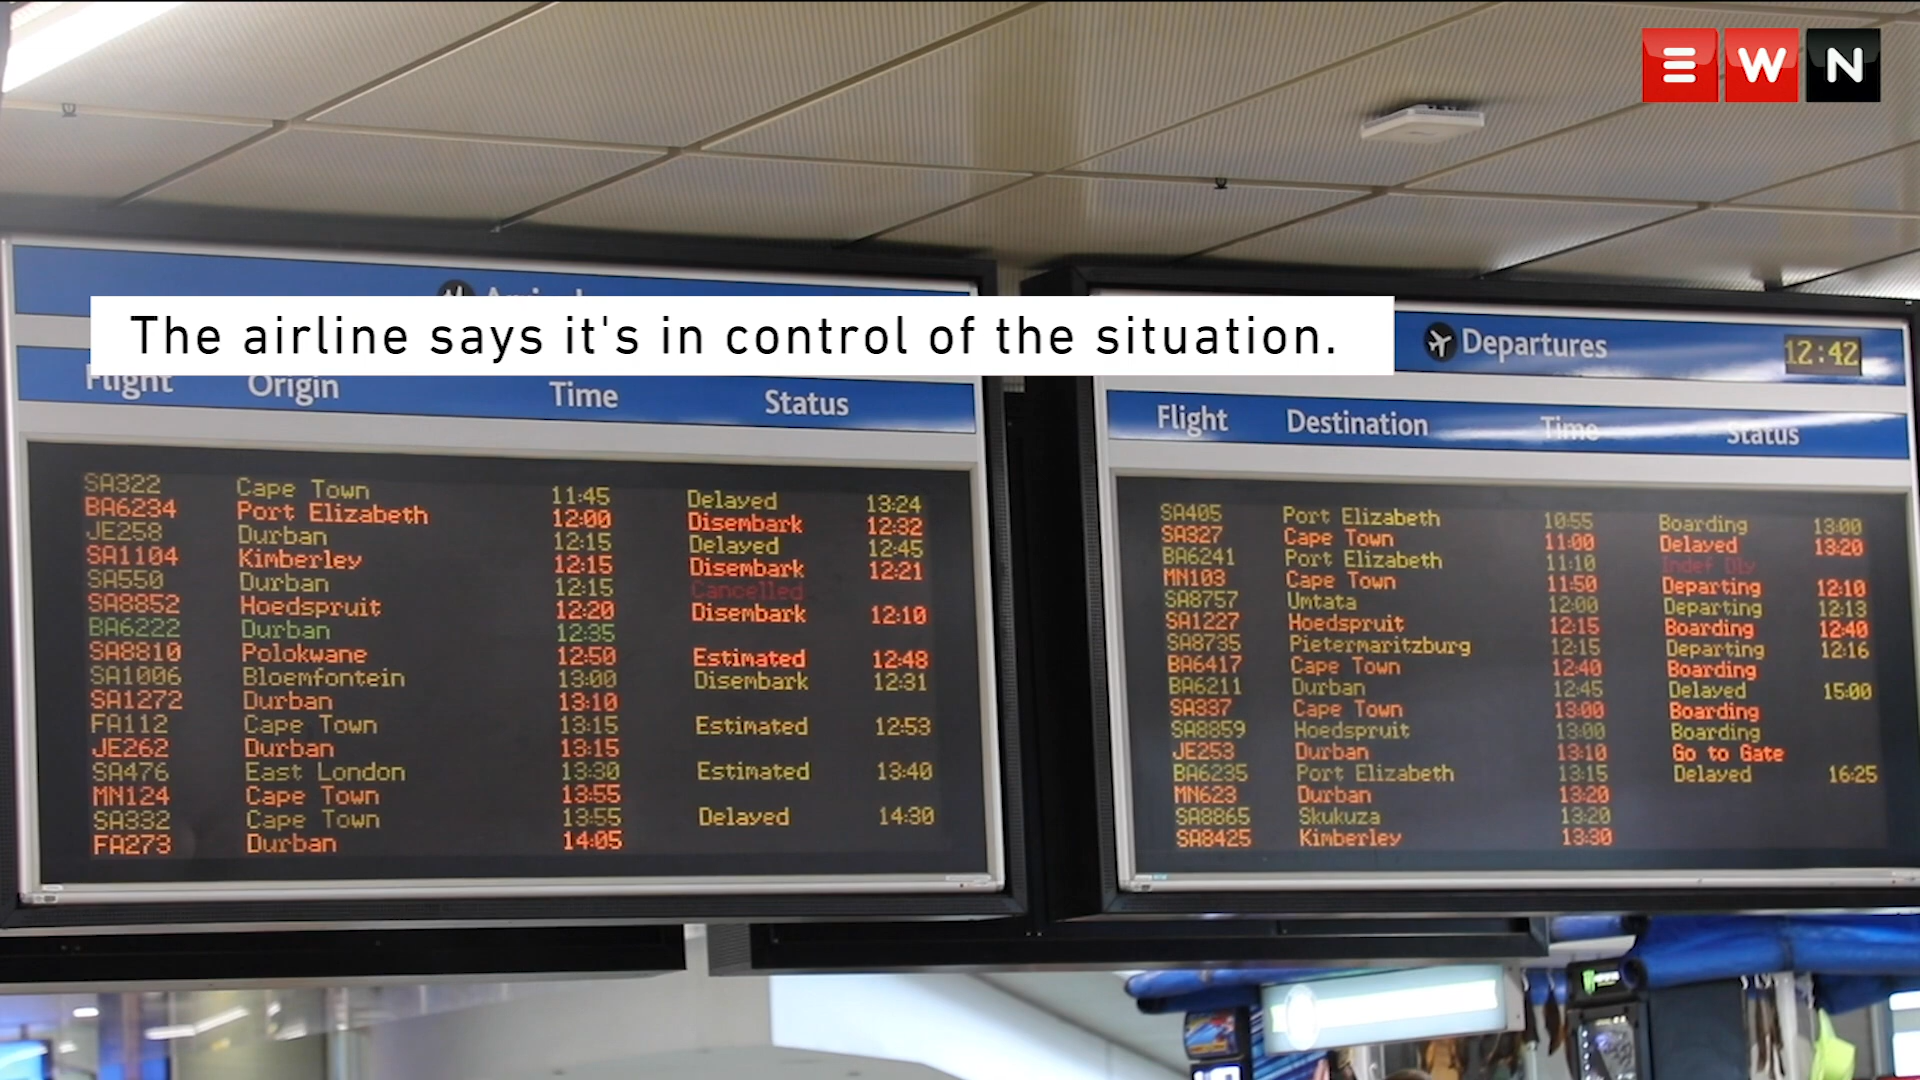 EWN
The airline says it's in control of the situation.
Flight Origin Time Status
SA322 Cape Town 11:45 Delayed 13:24
BA6234 Port Elizabeth 12:00 Disembark 12:32
JE258 Durban 12:15 Delayed 12:45
SA1104 Kimberley 12:15 Disembark 12:21
SA550 Durban 12:15 Cancelled
SA8852 Hoedspruit 12:20 Disembark 12:10
BA6222 Durban 12:35
SA8810 Polokwane 12:50 Estimated 12:48
SA1006 Bloemfontein 13:00 Disembark 12:31
SA1272 Durban 13:10
FA112 Cape Town 13:15 Estimated 12:53
JE262 Durban 13:15
SA476 East London 13:30 Estimated 13:40
MN124 Cape Town 13:55
SA332 Cape Town 13:55 Delayed 14:30
FA273 Durban 14:05
Departures 12:42
Flight Destination Time Status
SA405 Port Elizabeth 10:55 Boarding 13:00
SA327 Cape Town 11:00 Delayed 13:20
BA6241 Port Elizabeth 11:10 Indef Dly
MN103 Cape Town 11:50 Departing 12:10
SA8757 Umtata 12:00 Departing 12:13
SA1227 Hoedspruit 12:15 Boarding 12:40
SA8735 Pietermaritzburg 12:15 Departing 12:16
BA6417 Cape Town 12:40 Boarding
BA6211 Durban 12:45 Delayed 15:00
SA337 Cape Town 13:00 Boarding
SA8859 Hoedspruit 13:00 Boarding
JE253 Durban 13:10 Go to Gate
BA6235 Port Elizabeth 13:15 Delayed 16:25
MN623 Durban 13:20
SA8865 Skukuza 13:20
SA8425 Kimberley 13:30